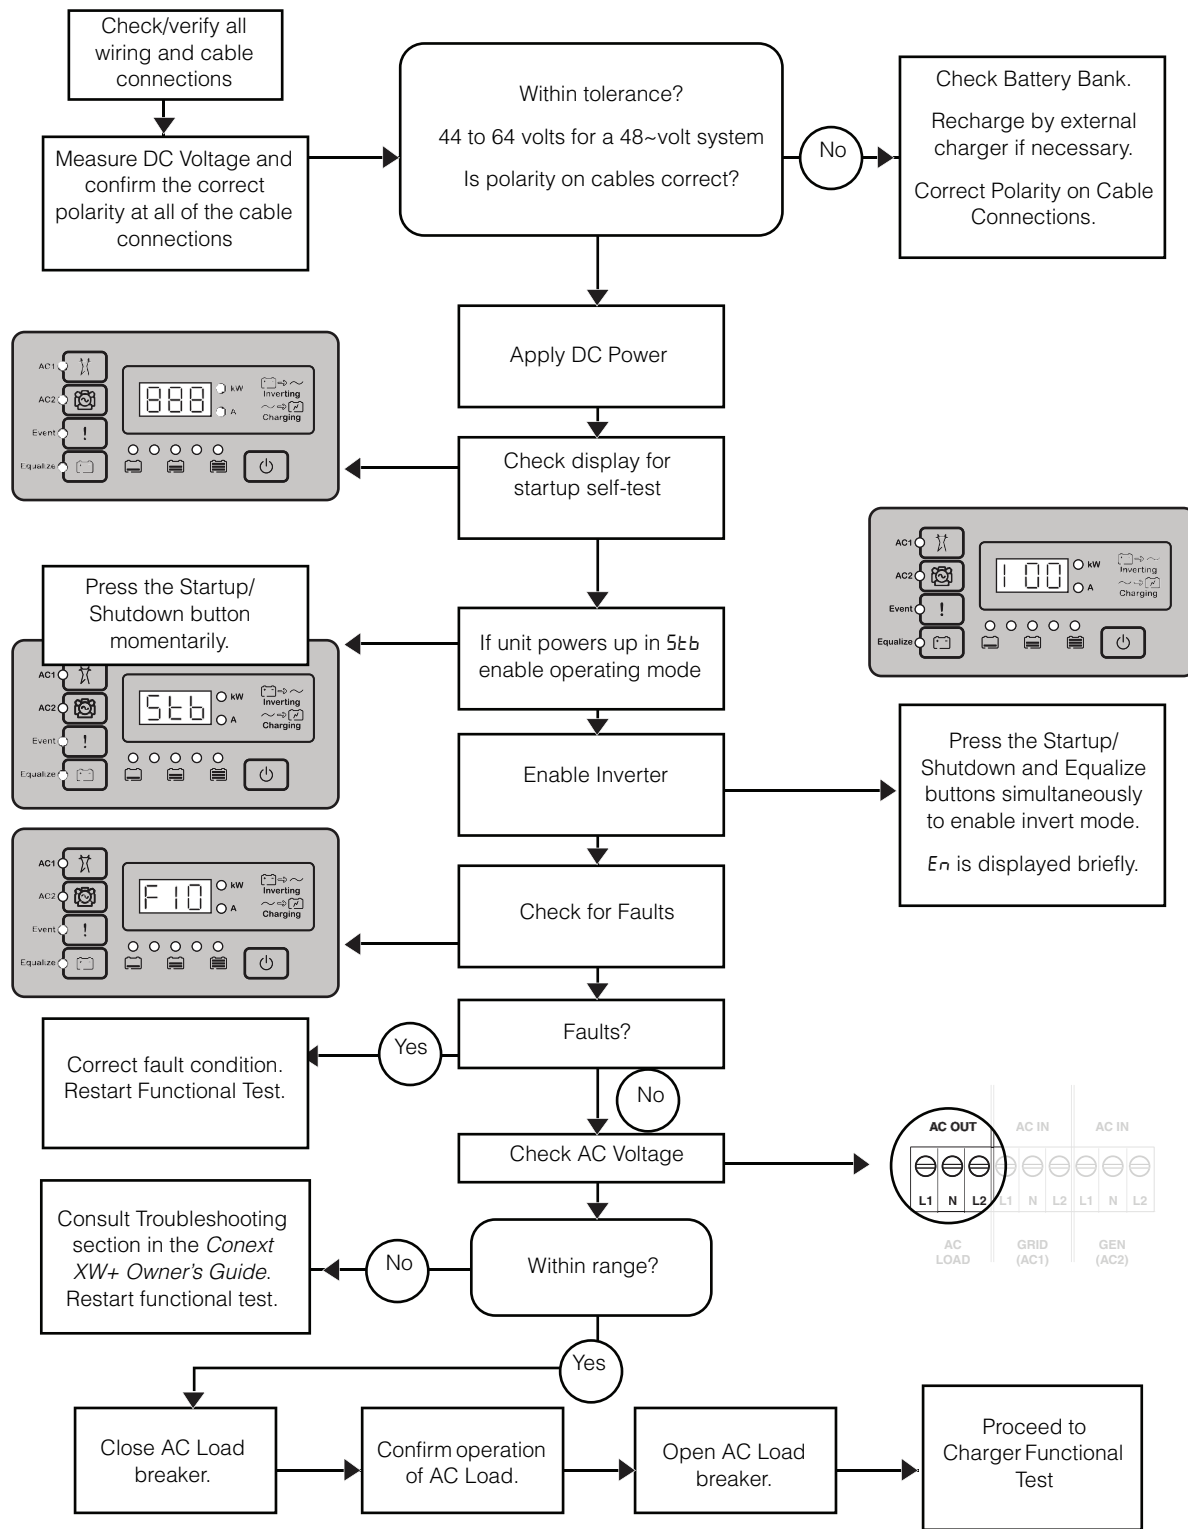 Check/verify all
wiring and cable
connections
Measure DC Voltage and
confirm the correct
polarity at all of the cable
connections
Within tolerance?
44 to 64 volts for a 48~volt system
Is polarity on cables correct?
No
Check Battery Bank.
Recharge by external
charger if necessary.
Correct Polarity on Cable
Connections.
Apply DC Power
AC1
AC2
Event
!
Equalize
888
kW
A
Inverting
Charging
Check display for
startup self-test
AC1
AC2
Event
!
Equalize
100
kW
A
Inverting
Charging
Press the Startup/
Shutdown button
momentarily.
If unit powers up in Stb
enable operating mode
AC1
AC2
Event
!
Equalize
Stb
kW
A
Inverting
Charging
Enable Inverter
Press the Startup/
Shutdown and Equalize
buttons simultaneously
to enable invert mode.
En is displayed briefly.
AC1
AC2
Event
!
Equalize
F10
kW
A
Inverting
Charging
Check for Faults
Faults?
Yes
Correct fault condition.
Restart Functional Test.
No
Check AC Voltage
AC OUT AC IN AC IN
L1 N L2 L1 N L2 L1 N L2
AC GRID GEN
LOAD (AC1) (AC2)
Within range?
No
Consult Troubleshooting
section in the Conext
XW+ Owner's Guide.
Restart functional test.
Yes
Close AC Load
breaker.
Confirm operation
of AC Load.
Open AC Load
breaker.
Proceed to
Charger Functional
Test